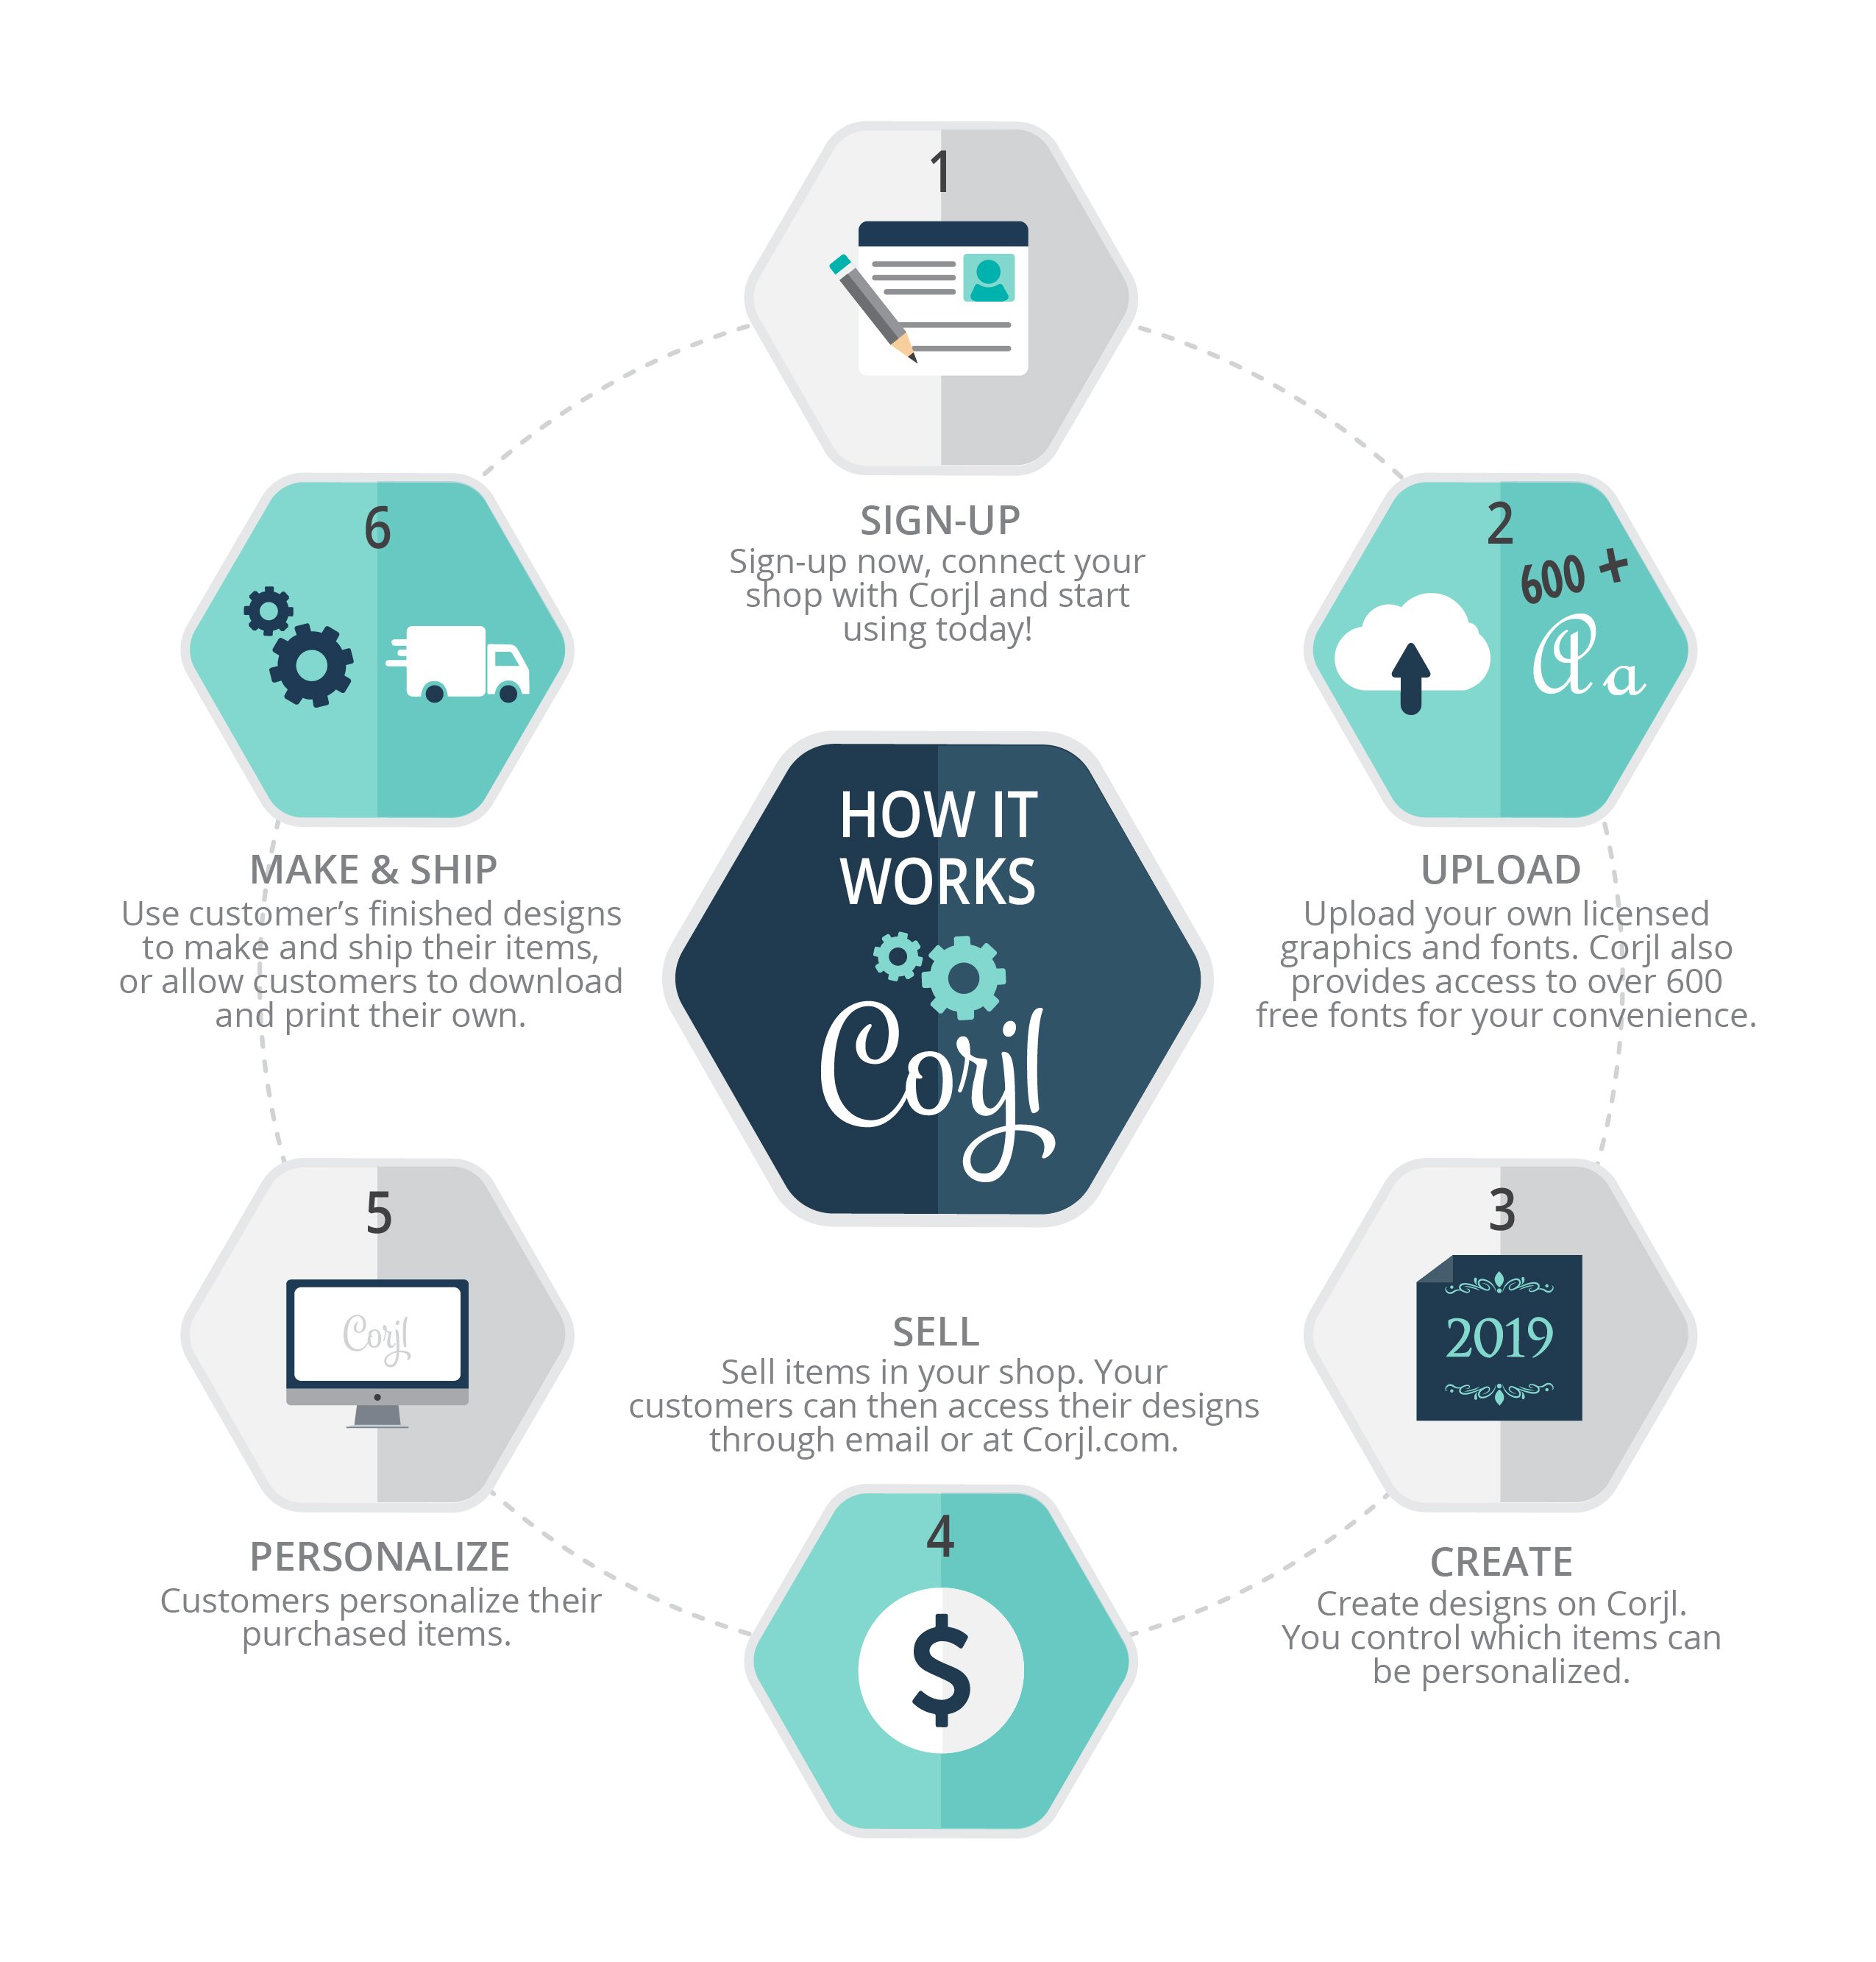 1
SIGN-UP
Sign-up now, connect your
shop with Corjl and start
using today!
2
600 +
a a
UPLOAD
Upload your own licensed
graphics and fonts. Corjl also
provides access to over 600
free fonts for your convenience.
3
2019
CREATE
Create designs on Corjl.
You control which items can
be personalized.
SELL
Sell items in your shop. Your
customers can then access their designs
through email or at Corjl.com.
4
$
5
Corjl
PERSONALIZE
Customers personalize their
purchased items.
6
MAKE & SHIP
Use customer’s finished designs
to make and ship their items,
or allow customers to download
and print their own.
HOW IT
WORKS
Corjl